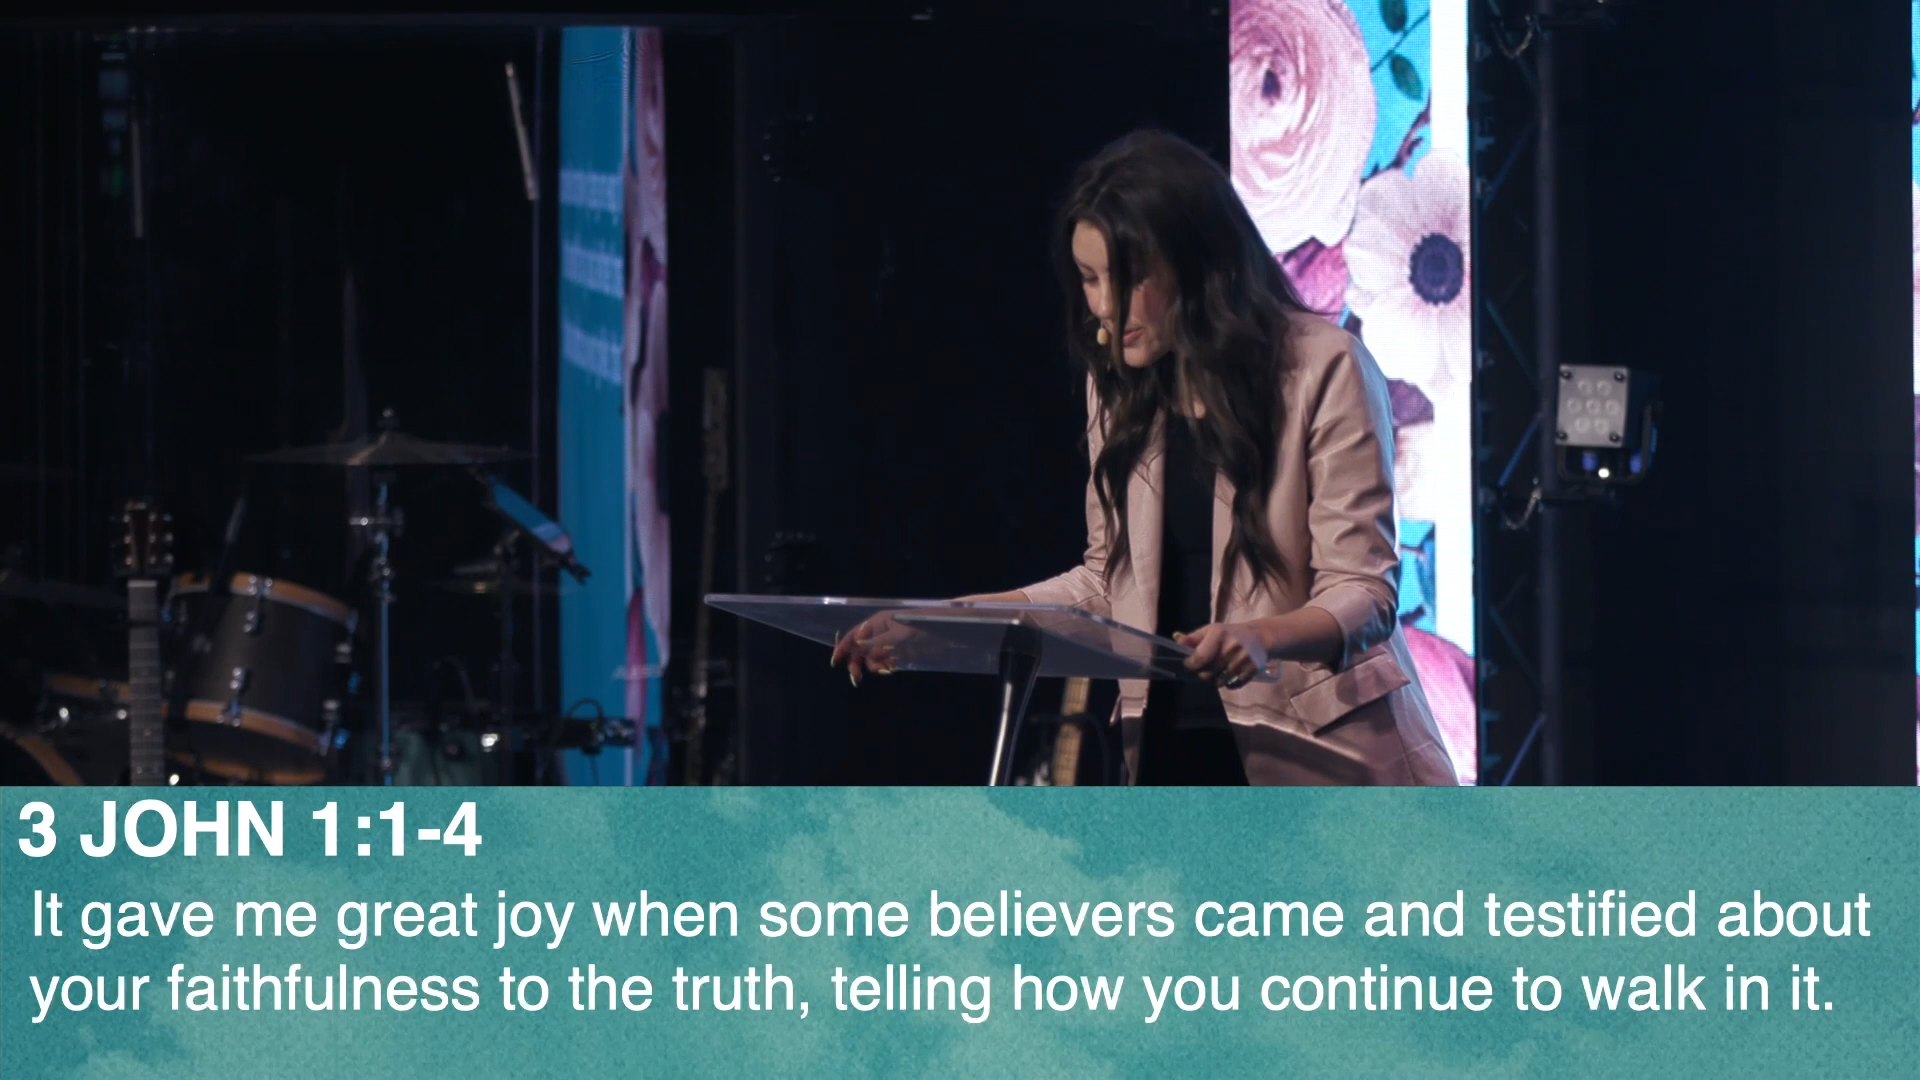 3 JOHN 1:1-4
It gave me great joy when some believers came and testified about
your faithfulness to the truth, telling how you continue to walk in it.